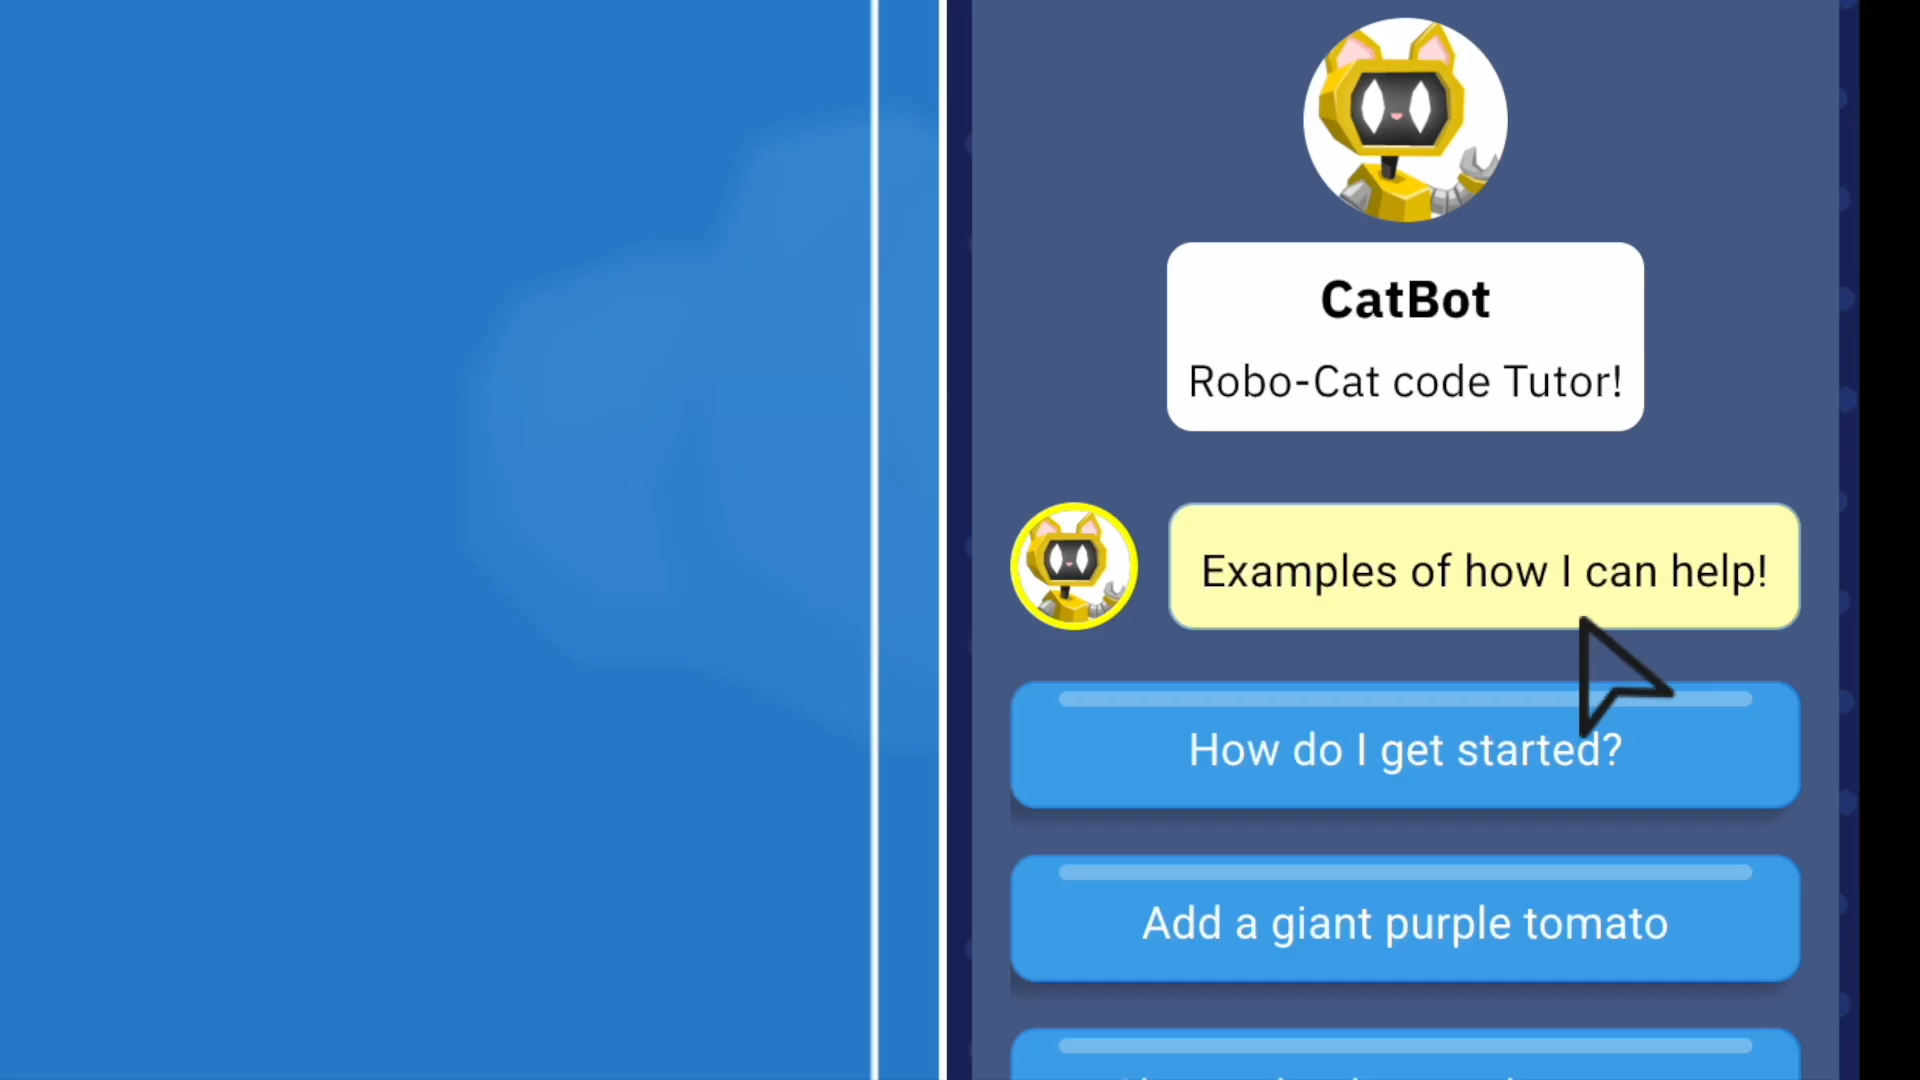 CatBot
Robo-Cat code Tutor!
Examples of how I can help!
How do I get started?
Add a giant purple tomato